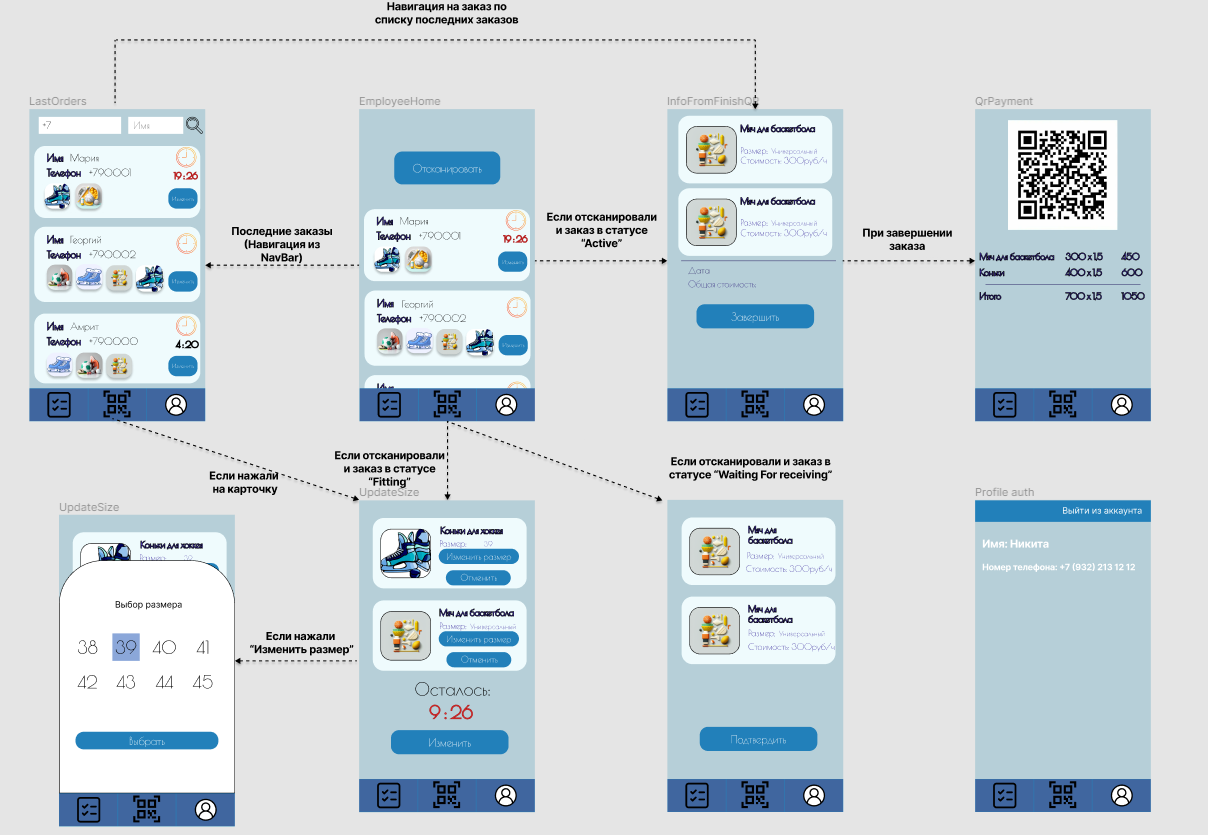 Навигация на заказ по
списку последних заказов
LastOrders
+7
Имя
Имя Мария
Телефон +790001
19:26
Изменить
Имя Георгий
Телефон +790002
Изменить
Имя Амрит
Телефон +790000
4:20
Изменить
Последние заказы
(Навигация из
NavBar)
EmployeeHome
Отсканировать
Имя Мария
Телефон +790001
19:26
Изменить
Имя Георгий
Телефон +790002
Изменить
Имя
Если отсканировали
и заказ в статусе
“Active”
InfoFromFinishQR
Мяч для баскетбола
Размер: Универсальный
Стоимость: 300руб/ч
Мяч для баскетбола
Размер: Универсальный
Стоимость: 300руб/ч
Дата
Общая стоимость
Завершить
При завершении
заказа
QrPayment
Мяч для баскетбола 300 x 1.5 450
Коньки 400 x 1.5 600
Итого 700 x 1.5 1050
Если нажали
на карточку
Если отсканировали
и заказ в статусе
“Fitting”
Если отсканировали и заказ в
статусе “Waiting For receiving”
UpdateSize
Коньки для хоккея
Размер: 39
Выбор размера
38 39 40 41
42 43 44 45
Выбрать
Если нажали
“Изменить размер”
UpdateSize
Коньки для хоккея
Размер: 39
Изменить размер
Отменить
Мяч для баскетбола
Размер: Универсальный
Изменить размер
Отменить
Осталось:
9:26
Изменить
Мяч для
баскетбола
Размер: Универсальный
Стоимость: 300руб/ч
Мяч для
баскетбола
Размер: Универсальный
Стоимость: 300руб/ч
Подтвердить
Profile auth
Выйти из аккаунта
Имя: Никита
Номер телефона: +7 (932) 213 12 12